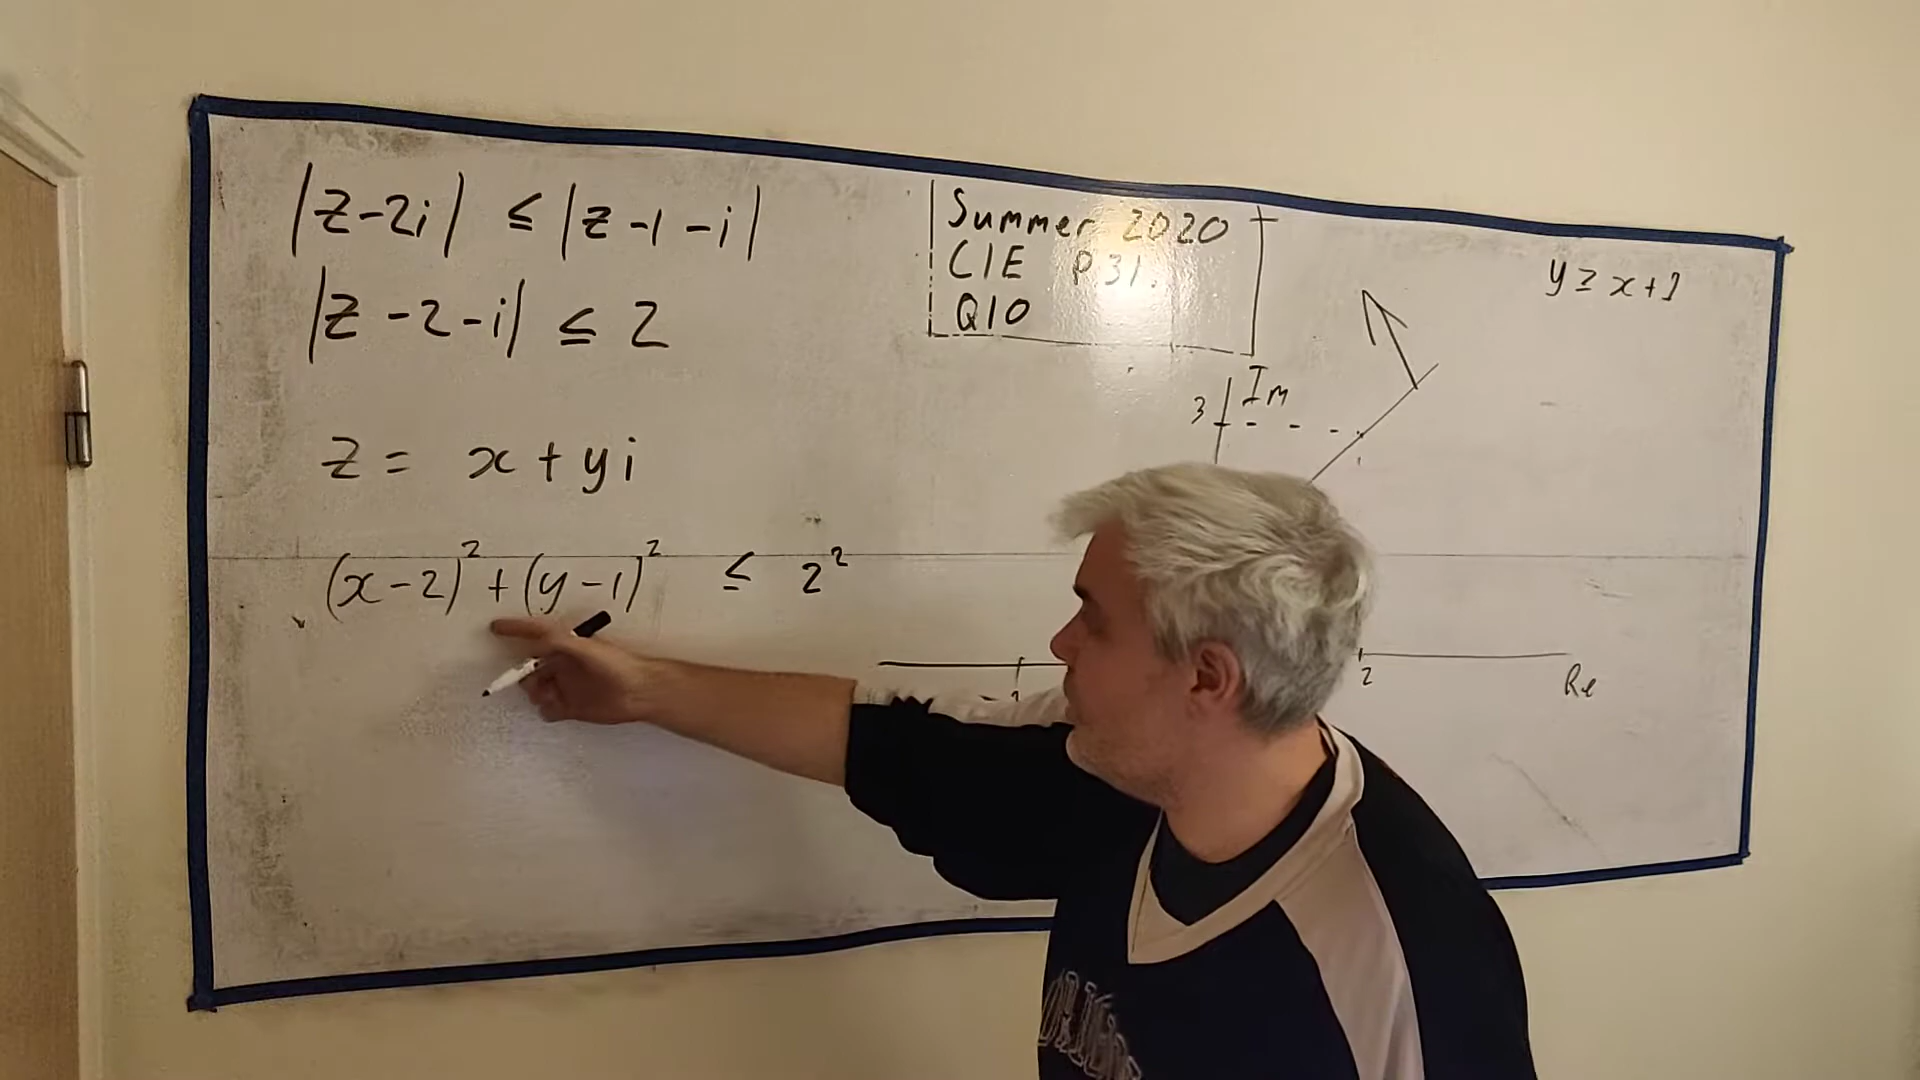 |z-2i| ≤ |z-1-i|
|z-2-i| ≤ 2
z = x + yi
(x-2)² + (y-1)² ≤ 2²
Summer 2020
CIE P31.
Q10
y ≥ x+1
Im
3
2
Re